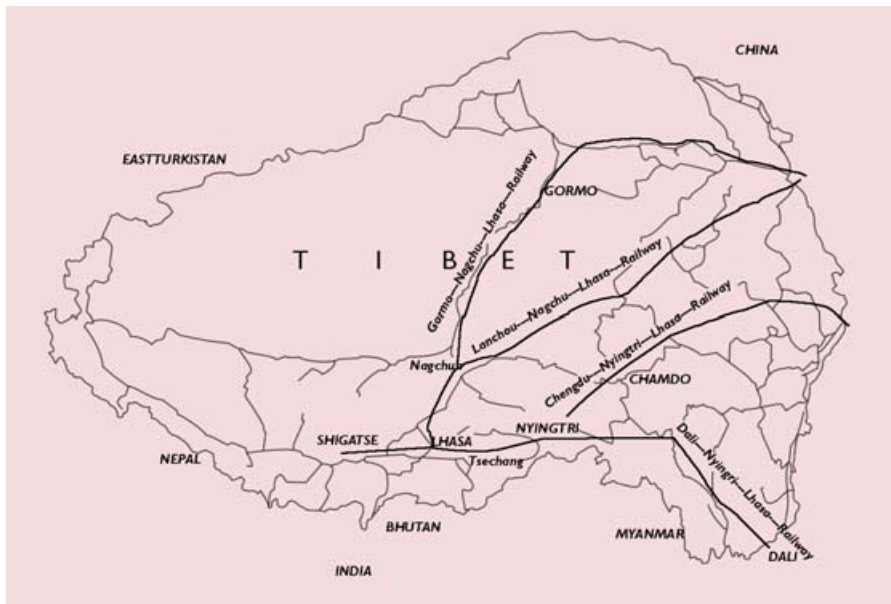 CHINA
EASTTURKISTAN
GORMO
Gormo—Nagchu—Lhasa—Railway
T I B E T
Lanchou—Nagchu—Lhasa—Railway
Chengdu—Nyingtri—Lhasa—Railway
Nagchu
CHAMDO
NYINGTRI
SHIGATSE
LHASA
Tsechang
NEPAL
Dali—Nyingri—Lhasa—Railway
BHUTAN
MYANMAR
DALI
INDIA